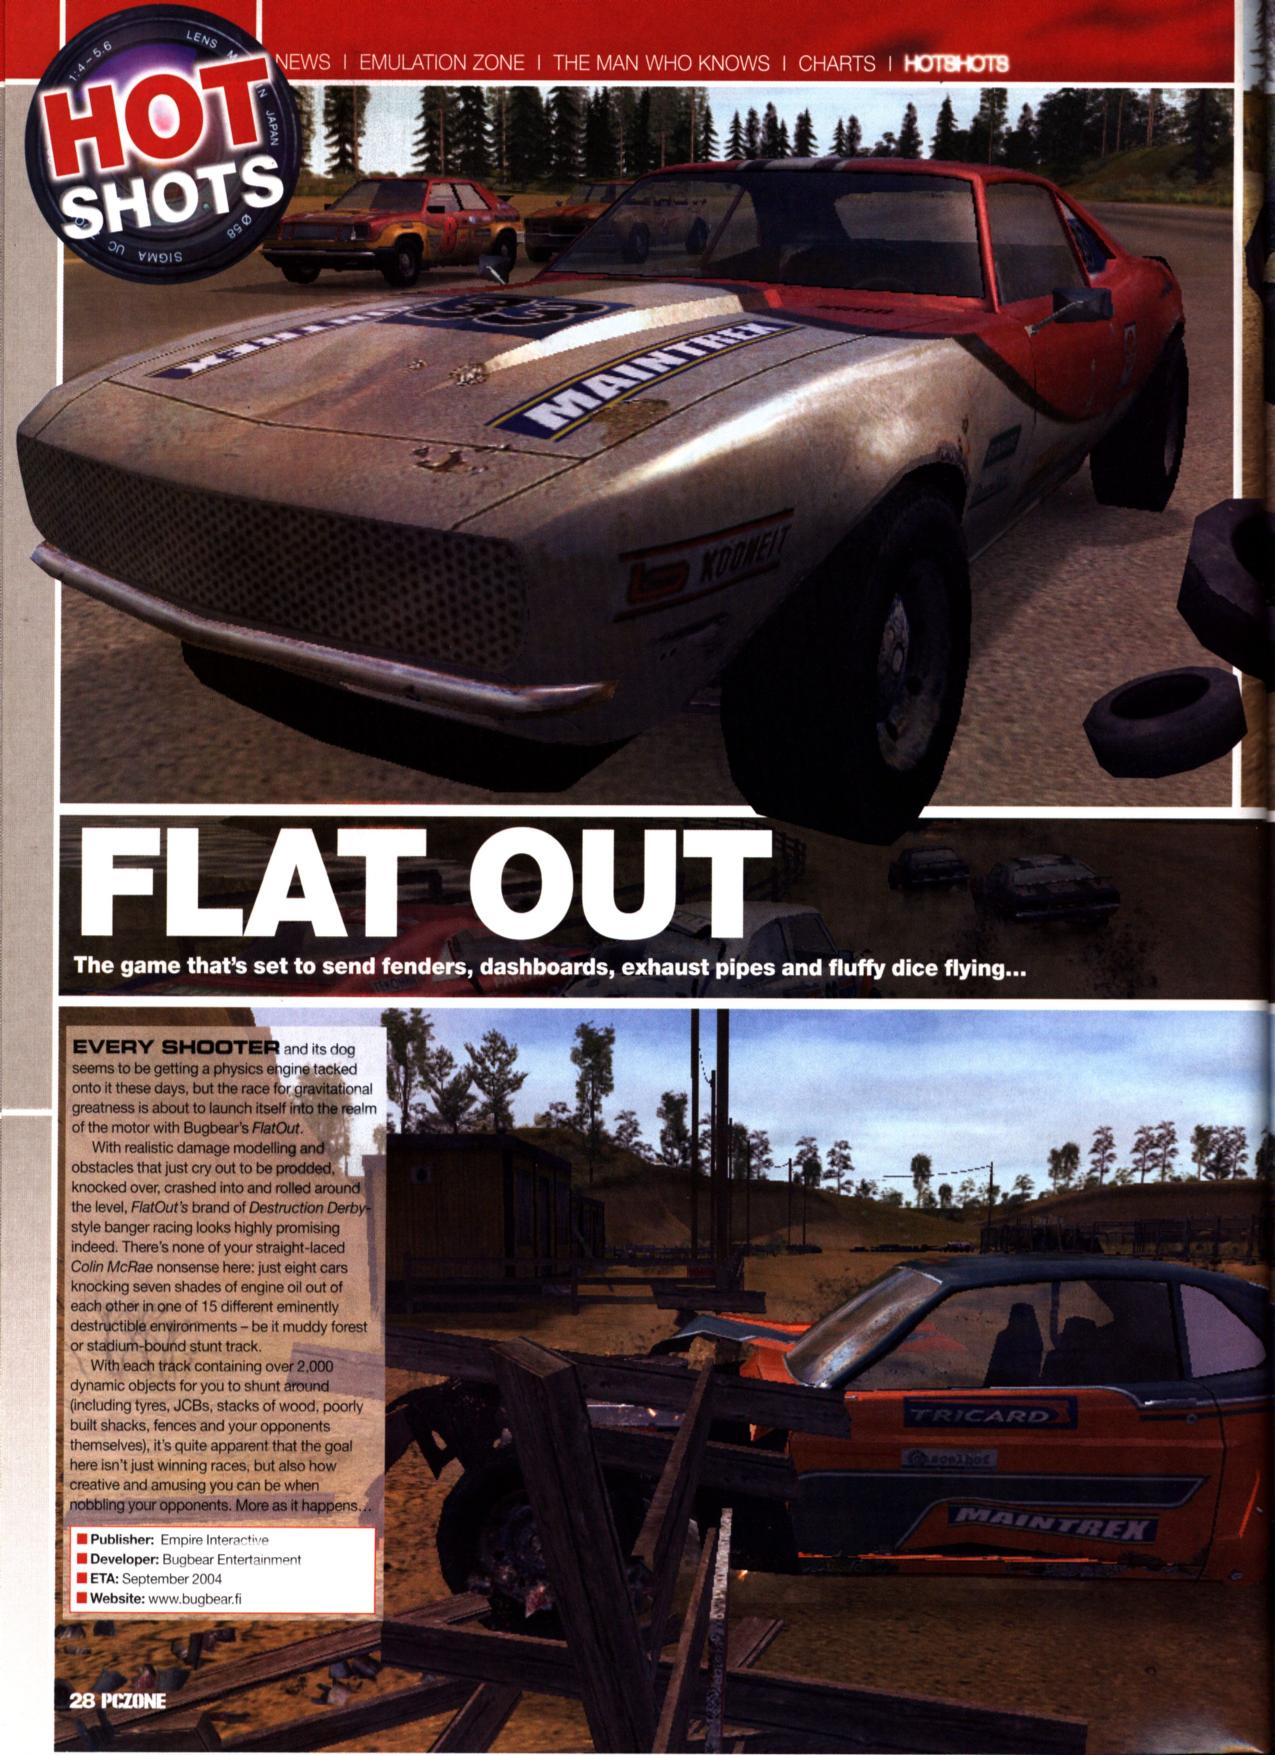 NEWS | EMULATION ZONE | THE MAN WHO KNOWS | CHARTS | HOTSHOTS
1:4-5.6
LENS
N JAPAN
Ø58
SIGMA UC
HOT
SHOTS
MAINTREX
KOONEIT
FLAT OUT
The game that's set to send fenders, dashboards, exhaust pipes and fluffy dice flying...
EVERY SHOOTER and its dog
seems to be getting a physics engine tacked
onto it these days, but the race for gravitational
greatness is about to launch itself into the realm
of the motor with Bugbear's FlatOut.
With realistic damage modelling and
obstacles that just cry out to be prodded,
knocked over, crashed into and rolled around
the level, FlatOut's brand of Destruction Derby-
style banger racing looks highly promising
indeed. There's none of your straight-laced
Colin McRae nonsense here: just eight cars
knocking seven shades of engine oil out of
each other in one of 15 different eminently
destructible environments – be it muddy forest
or stadium-bound stunt track.
With each track containing over 2,000
dynamic objects for you to shunt around
(including tyres, JCBs, stacks of wood, poorly
built shacks, fences and your opponents
themselves), it's quite apparent that the goal
here isn't just winning races, but also how
creative and amusing you can be when
nobbling your opponents. More as it happens...
Publisher: Empire Interactive
Developer: Bugbear Entertainment
ETA: September 2004
Website: www.bugbear.fi
TRICARD
MAINTREX
28 PCZONE